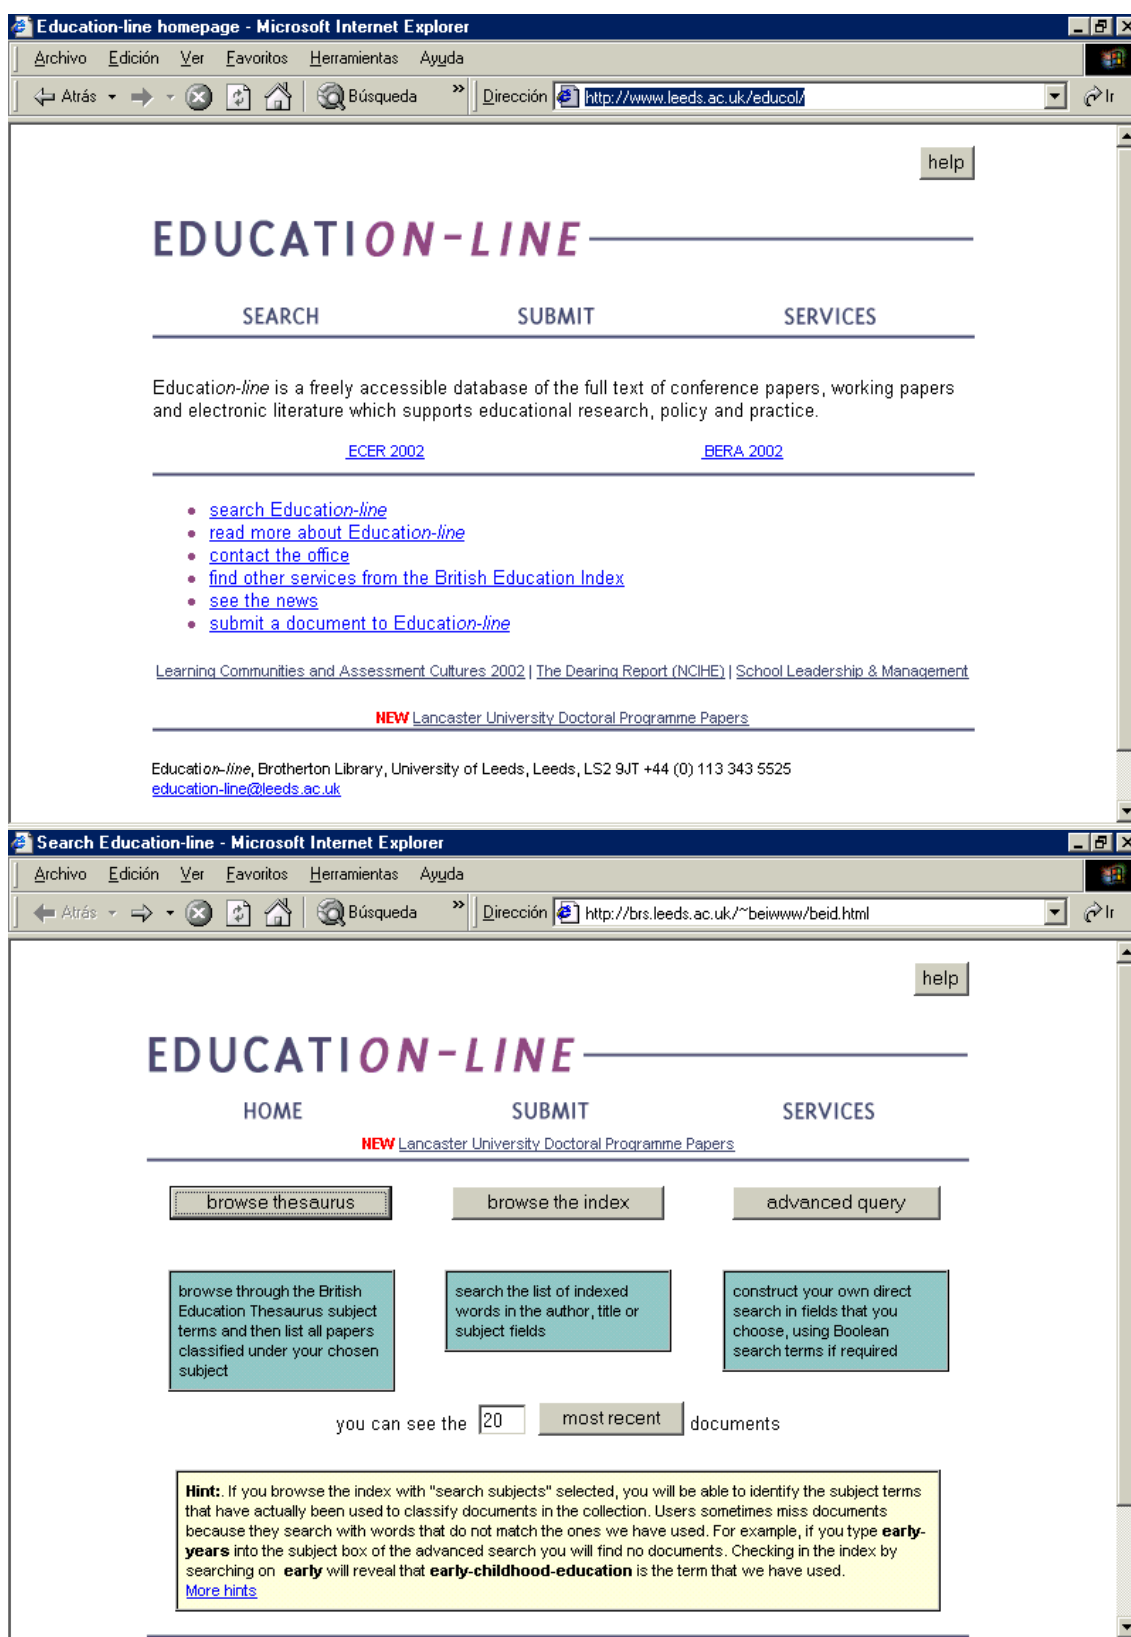 Education-line homepage - Microsoft Internet Explorer
Archivo Edición Ver Favoritos Herramientas Ayuda
Atrás Búsqueda » Dirección http://www.leeds.ac.uk/educol/ Ir
help
EDUCATION-LINE
SEARCH SUBMIT SERVICES
Education-line is a freely accessible database of the full text of conference papers, working papers
and electronic literature which supports educational research, policy and practice.
ECER 2002 BERA 2002
• search Education-line
• read more about Education-line
• contact the office
• find other services from the British Education Index
• see the news
• submit a document to Education-line
Learning Communities and Assessment Cultures 2002 | The Dearing Report (NCIHE) | School Leadership & Management
NEW Lancaster University Doctoral Programme Papers
Education-line, Brotherton Library, University of Leeds, Leeds, LS2 9JT +44 (0) 113 343 5525
education-line@leeds.ac.uk
Search Education-line - Microsoft Internet Explorer
Archivo Edición Ver Favoritos Herramientas Ayuda
Atrás Búsqueda » Dirección http://brs.leeds.ac.uk/~beiwww/beid.html Ir
help
EDUCATION-LINE
HOME SUBMIT SERVICES
NEW Lancaster University Doctoral Programme Papers
browse thesaurus browse the index advanced query
browse through the British
Education Thesaurus subject
terms and then list all papers
classified under your chosen
subject
search the list of indexed
words in the author, title or
subject fields
construct your own direct
search in fields that you
choose, using Boolean
search terms if required
you can see the 20 most recent documents
Hint:. If you browse the index with "search subjects" selected, you will be able to identify the subject terms
that have actually been used to classify documents in the collection. Users sometimes miss documents
because they search with words that do not match the ones we have used. For example, if you type early-
years into the subject box of the advanced search you will find no documents. Checking in the index by
searching on early will reveal that early-childhood-education is the term that we have used.
More hints